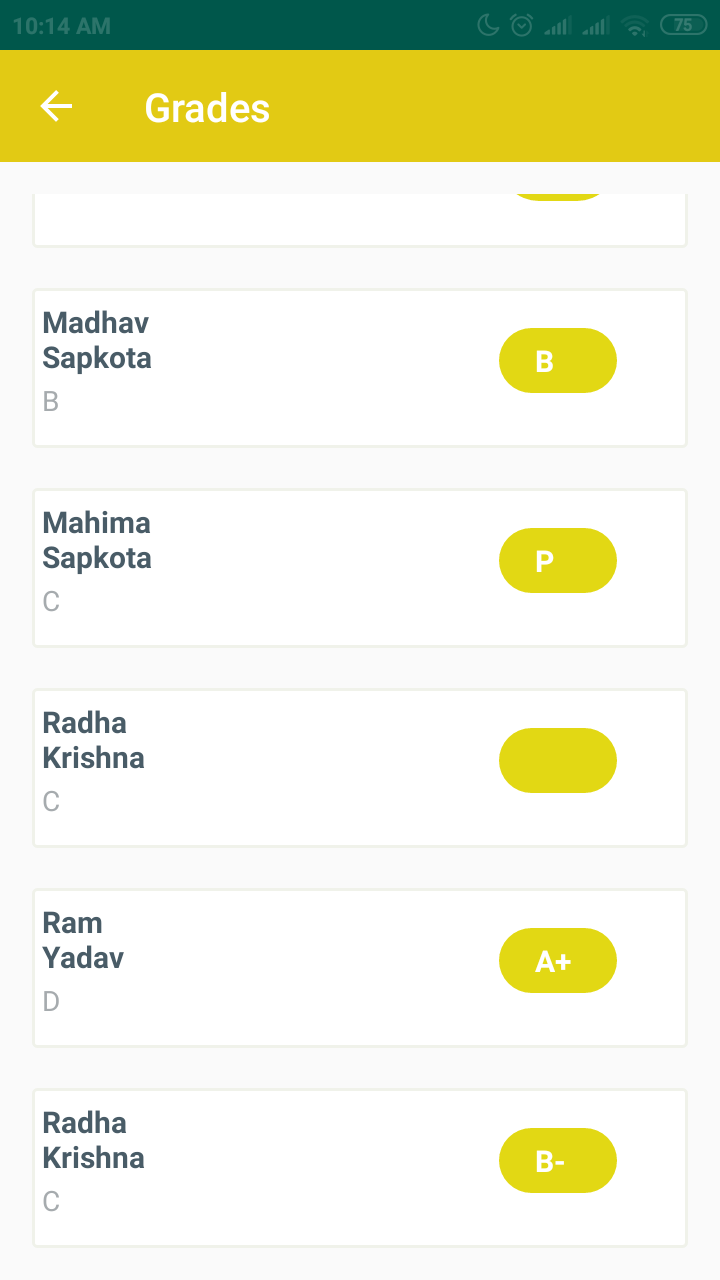 10:14 AM
75
Grades
Madhav
Sapkota
B
B
Mahima
Sapkota
P
C
Radha
Krishna
C
Ram
Yadav
A+
D
Radha
Krishna
B-
C